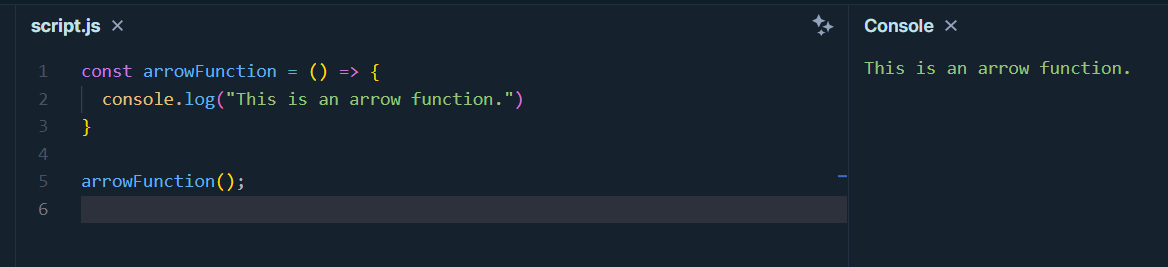 script.js ×
1 const arrowFunction = () => {
2   console.log("This is an arrow function.")
3 }
4
5 arrowFunction();
6
Console ×
This is an arrow function.